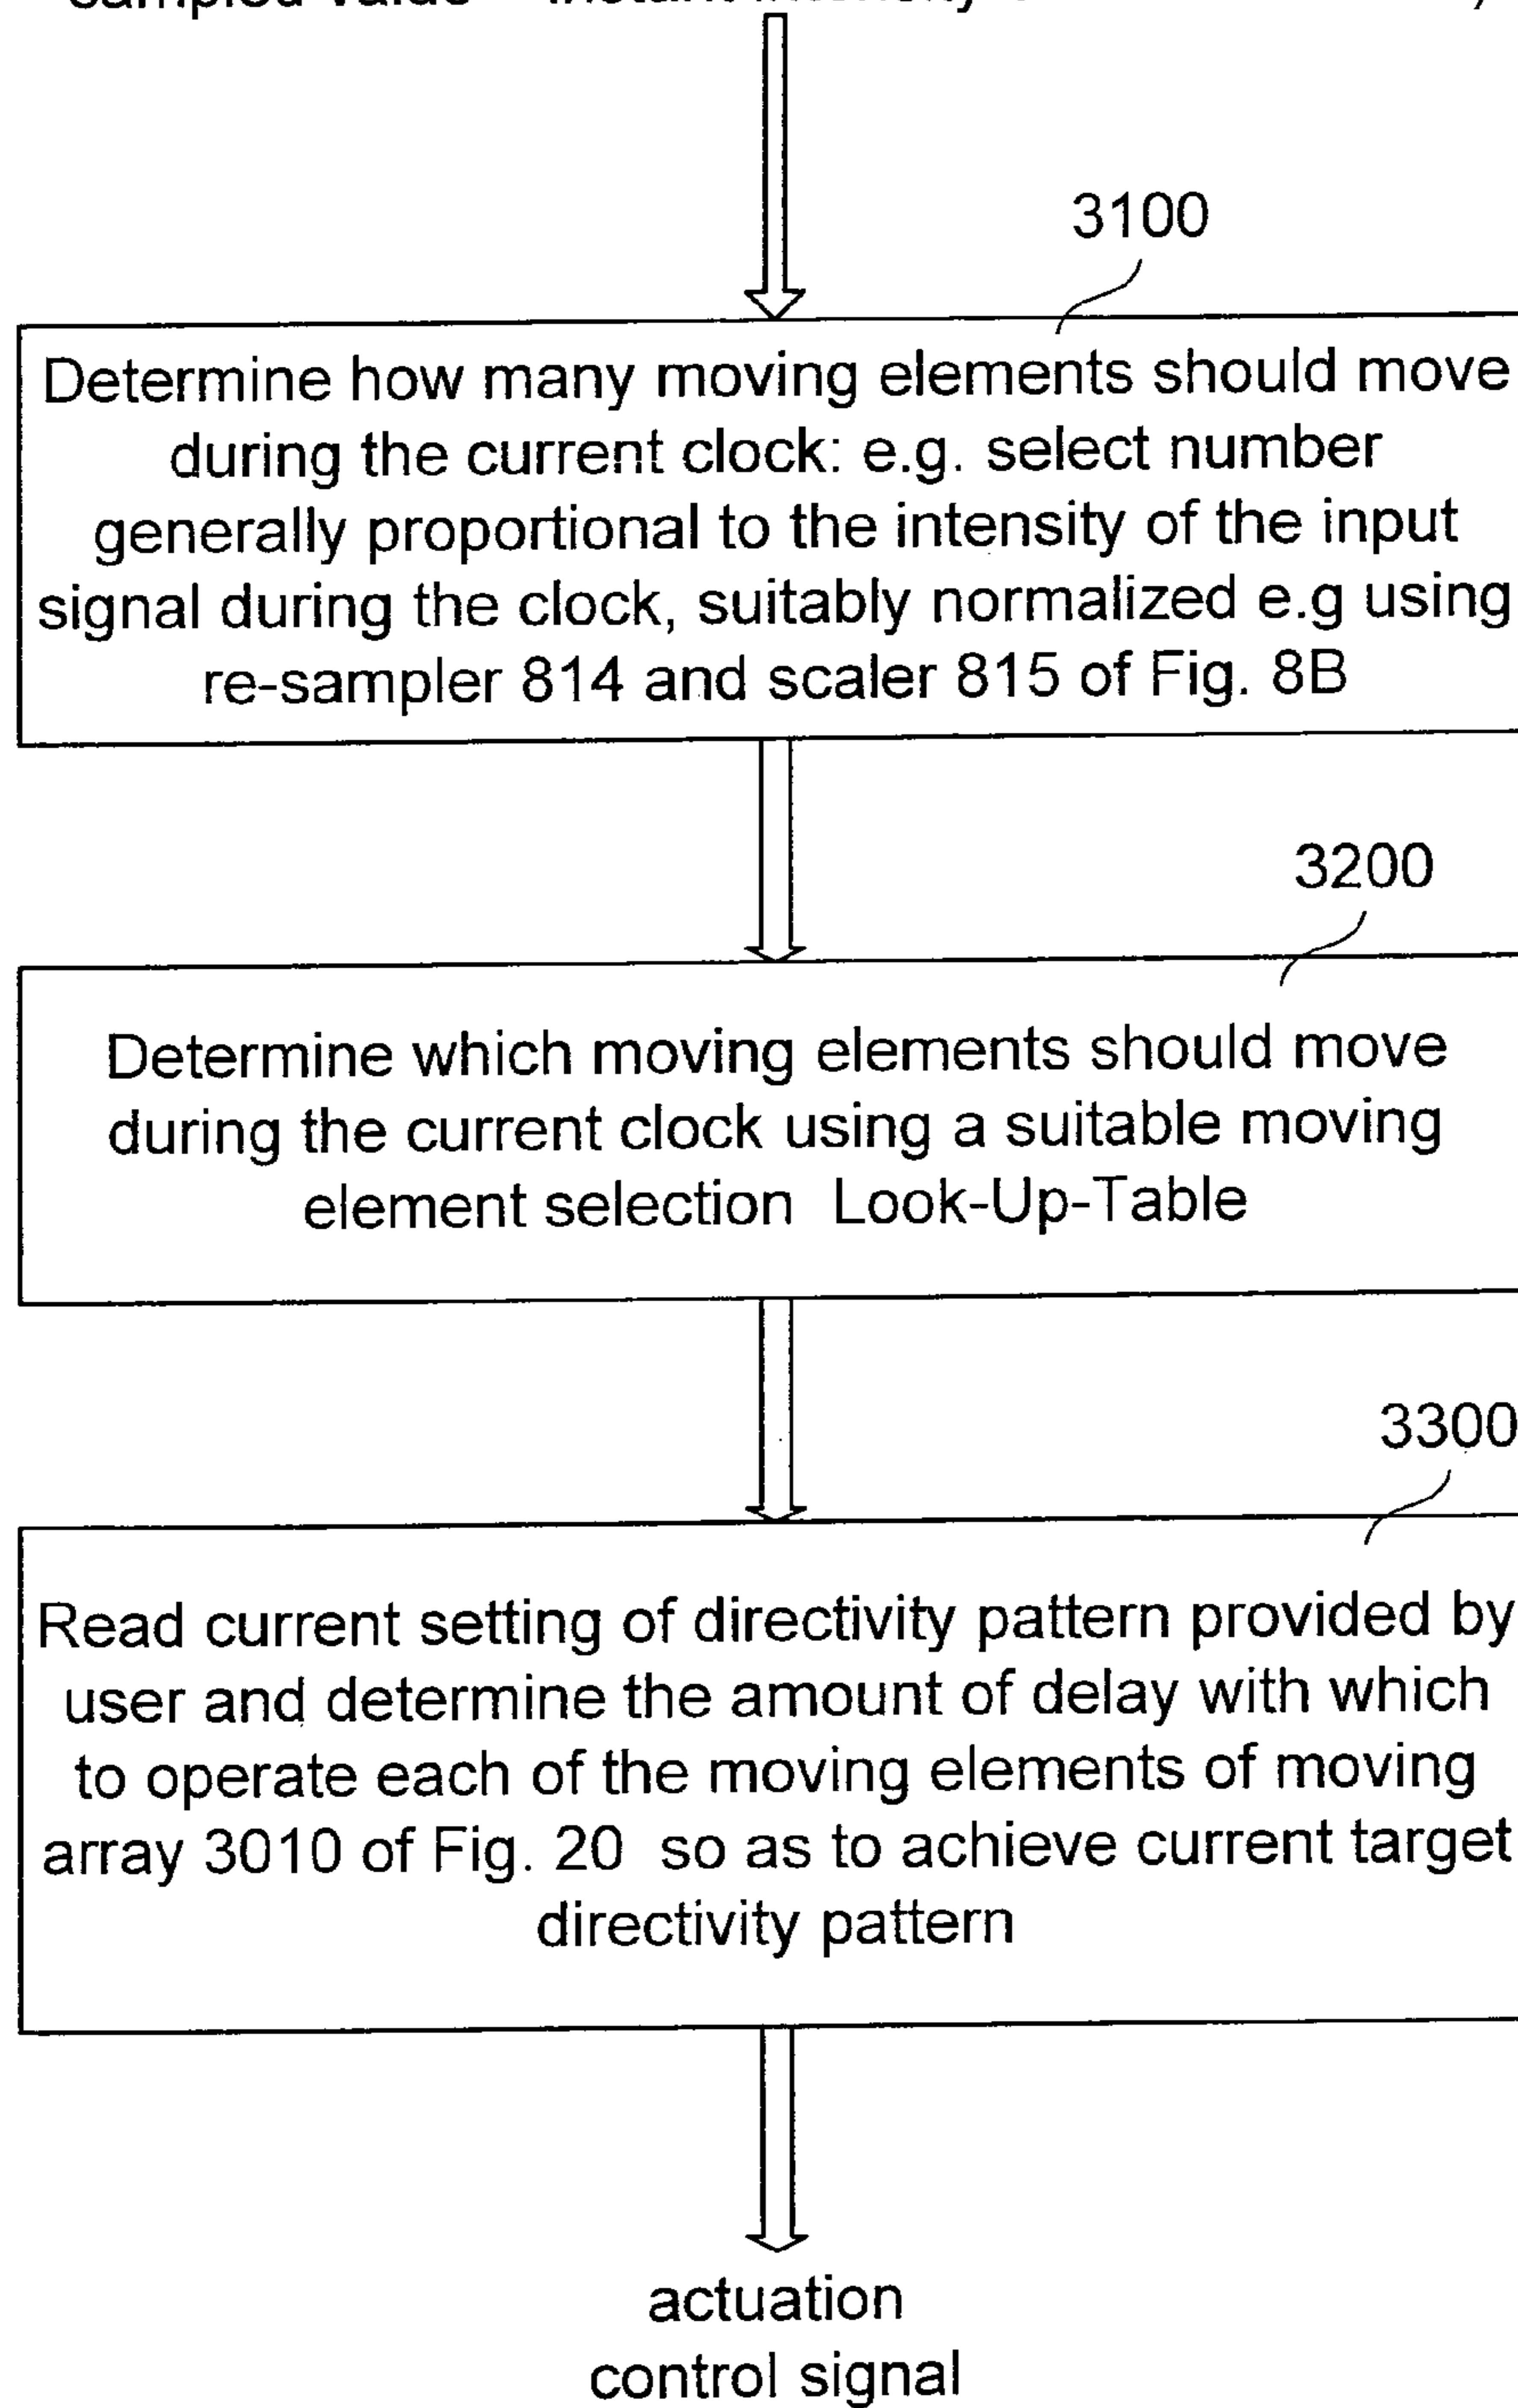 sampled value instant intensity
3100
Determine how many moving elements should move
during the current clock: e.g. select number
generally proportional to the intensity of the input
signal during the clock, suitably normalized e.g using
re-sampler 814 and scaler 815 of Fig. 8B
3200
Determine which moving elements should move
during the current clock using a suitable moving
element selection Look-Up-Table
3300
Read current setting of directivity pattern provided by
user and determine the amount of delay with which
to operate each of the moving elements of moving
array 3010 of Fig. 20 so as to achieve current target
directivity pattern
actuation
control signal